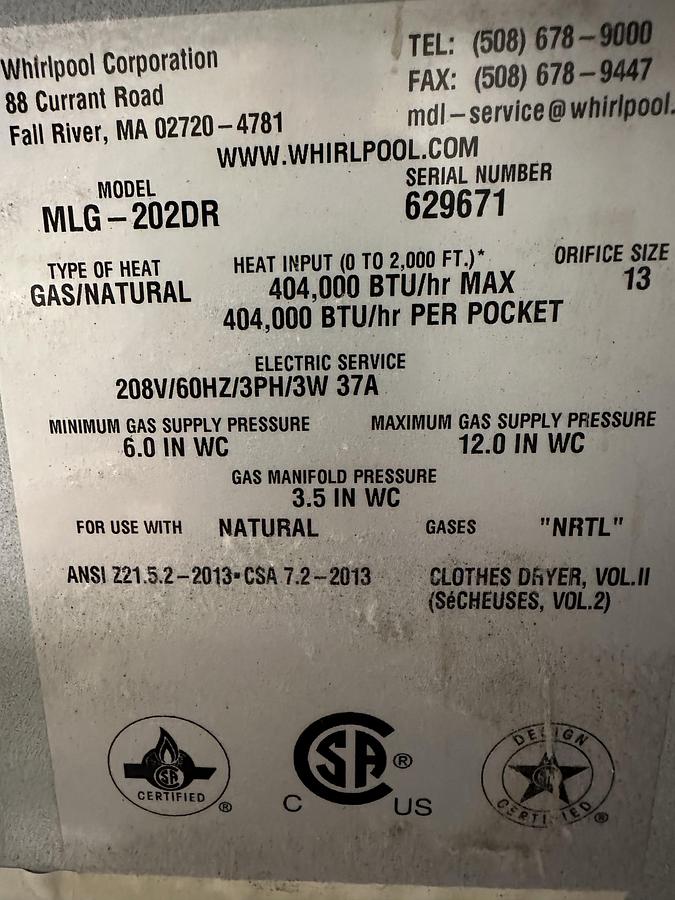 Whirlpool Corporation
88 Currant Road
Fall River, MA 02720-4781
TEL: (508) 678-9000
FAX: (508) 678-9447
mdl-service@whirlpool.
WWW.WHIRLPOOL.COM
MODEL
MLG-202DR
SERIAL NUMBER
629671
TYPE OF HEAT
GAS/NATURAL
HEAT INPUT (0 TO 2,000 FT.)*
404,000 BTU/hr MAX
404,000 BTU/hr PER POCKET
ORIFICE SIZE
13
ELECTRIC SERVICE
208V/60HZ/3PH/3W 37A
MINIMUM GAS SUPPLY PRESSURE
6.0 IN WC
MAXIMUM GAS SUPPLY PRESSURE
12.0 IN WC
GAS MANIFOLD PRESSURE
3.5 IN WC
FOR USE WITH NATURAL GASES "NRTL"
ANSI Z21.5.2-2013•CSA 7.2-2013
CLOTHES DRYER, VOL.II
(SéCHEUSES, VOL.2)
SA
CERTIFIED ®
CSA ®
C US
DESIGN
SA
CERTIFIED ®